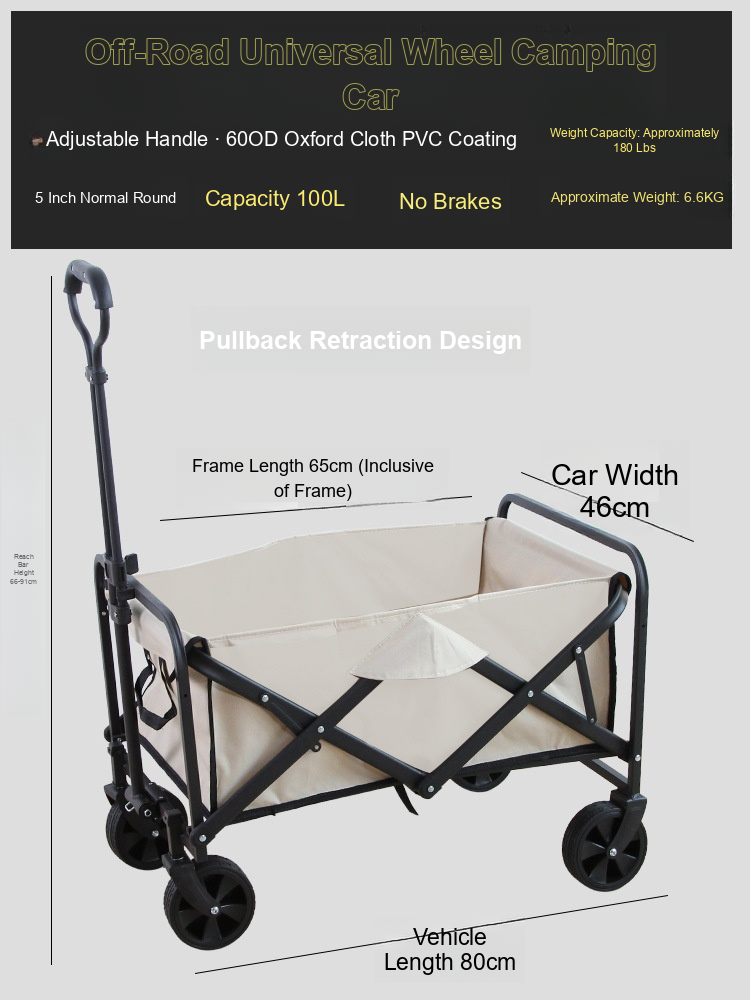 Off-Road Universal Wheel Camping
Car
Adjustable Handle · 60OD Oxford Cloth PVC Coating
Weight Capacity: Approximately
180 Lbs
5 Inch Normal Round
Capacity 100L
No Brakes
Approximate Weight: 6.6KG
Pullback Retraction Design
Frame Length 65cm (Inclusive
of Frame)
Car Width
46cm
Reach
Bar
Height
66-91cm
Vehicle
Length 80cm